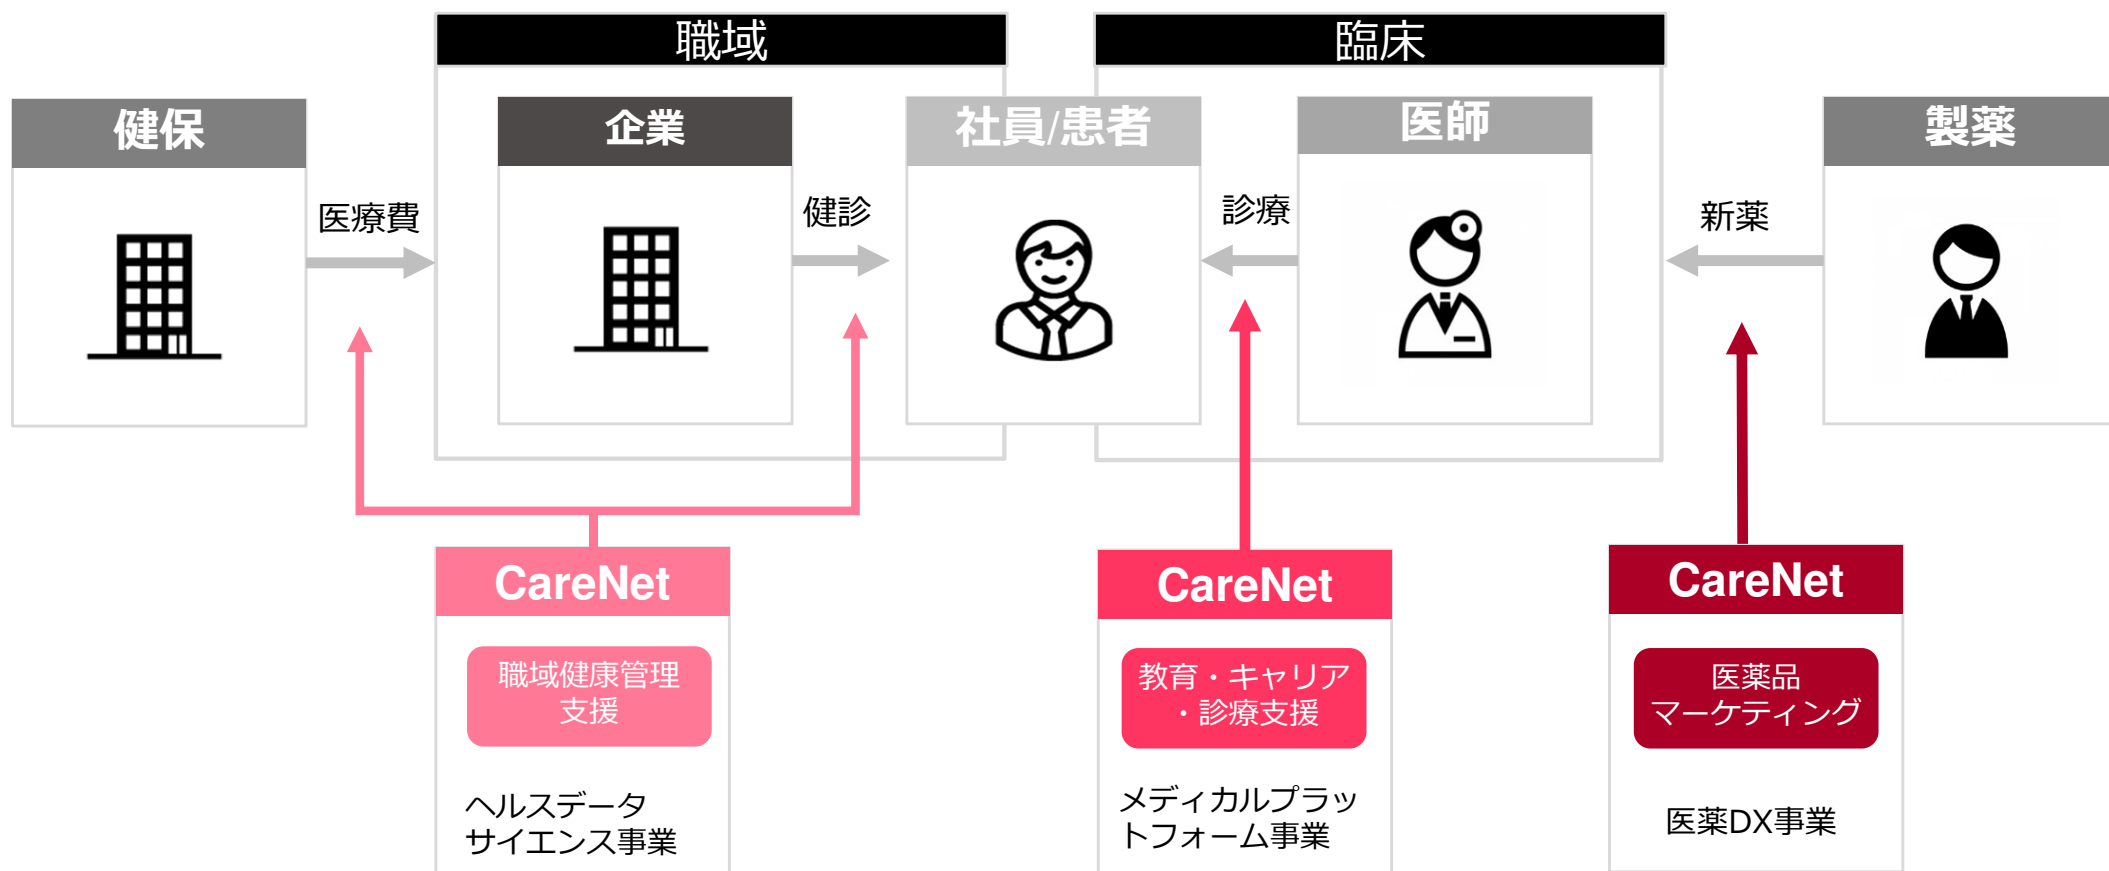 職域
臨床
健保
企業
社員/患者
医師
製薬
医療費
健診
診療
新薬
CareNet
職域健康管理
支援
ヘルスデータ
サイエンス事業
CareNet
教育・キャリア
・診療支援
メディカルプラッ
トフォーム事業
CareNet
医薬品
マーケティング
医薬DX事業